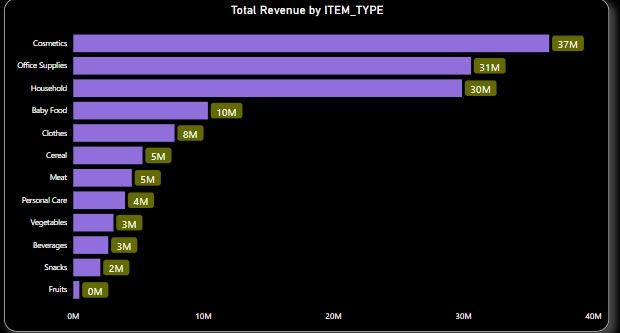 Total Revenue by ITEM_TYPE
Cosmetics 37M
Office Supplies 31M
Household 30M
Baby Food 10M
Clothes 8M
Cereal 5M
Meat 5M
Personal Care 4M
Vegetables 3M
Beverages 3M
Snacks 2M
Fruits 0M
0M 10M 20M 30M 40M